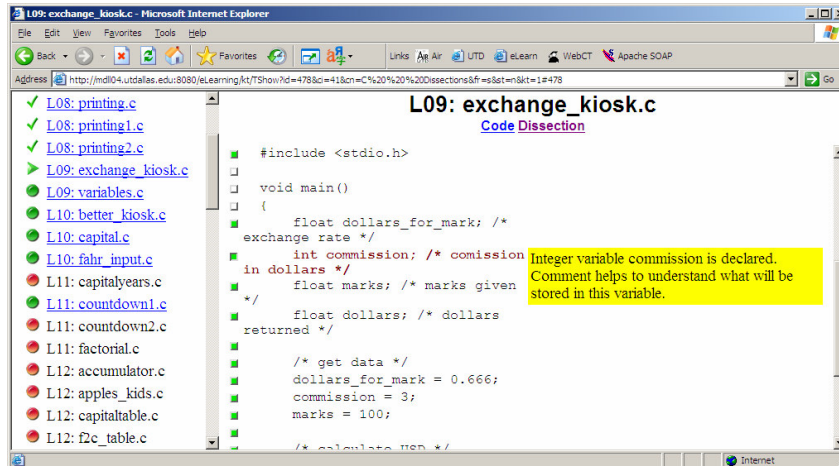 L09: exchange_kiosk.c - Microsoft Internet Explorer
File Edit View Favorites Tools Help
Back Favorites Links Ag Air UTD eLearn WebCT Apache SOAP
Address http://mdl04.utdallas.edu:8080/eLearning/kt/TShow?id=478&ci=41&cn=C%20%20%20Dissections&fr=s&st=n&kt=1#478 Go
L08: printing.c
L08: printing1.c
L08: printing2.c
L09: exchange_kiosk.c
L09: variables.c
L10: better_kiosk.c
L10: capital.c
L10: fahr_input.c
L11: capitalyears.c
L11: countdown1.c
L11: countdown2.c
L11: factorial.c
L12: accumulator.c
L12: apples_kids.c
L12: capitaltable.c
L12: f2c_table.c
L09: exchange_kiosk.c
Code Dissection
#include <stdio.h>
void main()
{
float dollars_for_mark; /*
exchange rate */
int commission; /* comission
in dollars */
float marks; /* marks given
*/
float dollars; /* dollars
returned */
/* get data */
dollars_for_mark = 0.666;
commission = 3;
marks = 100;
/* calculate USD */
Integer variable commission is declared.
Comment helps to understand what will be
stored in this variable.
Internet